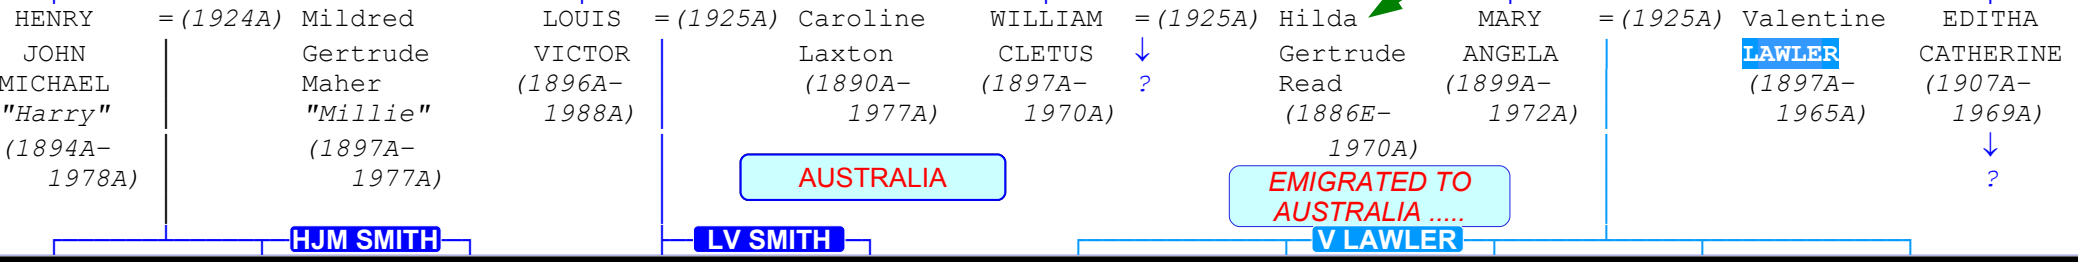 HENRY =(1924A) Mildred LOUIS =(1925A) Caroline WILLIAM =(1925A) Hilda MARY =(1925A) Valentine EDITHA
JOHN Gertrude VICTOR Laxton CLETUS ↓ Gertrude ANGELA LAWLER CATHERINE
MICHAEL Maher (1896A– (1890A– (1897A– ? Read (1899A– (1897A– (1907A–
"Harry" "Millie" 1988A) 1977A) 1970A) (1886E– 1972A) 1965A) 1969A)
(1894A– (1897A– 1970A) ↓
1978A) 1977A) AUSTRALIA EMIGRATED TO ?
AUSTRALIA .....
HJM SMITH LV SMITH V LAWLER